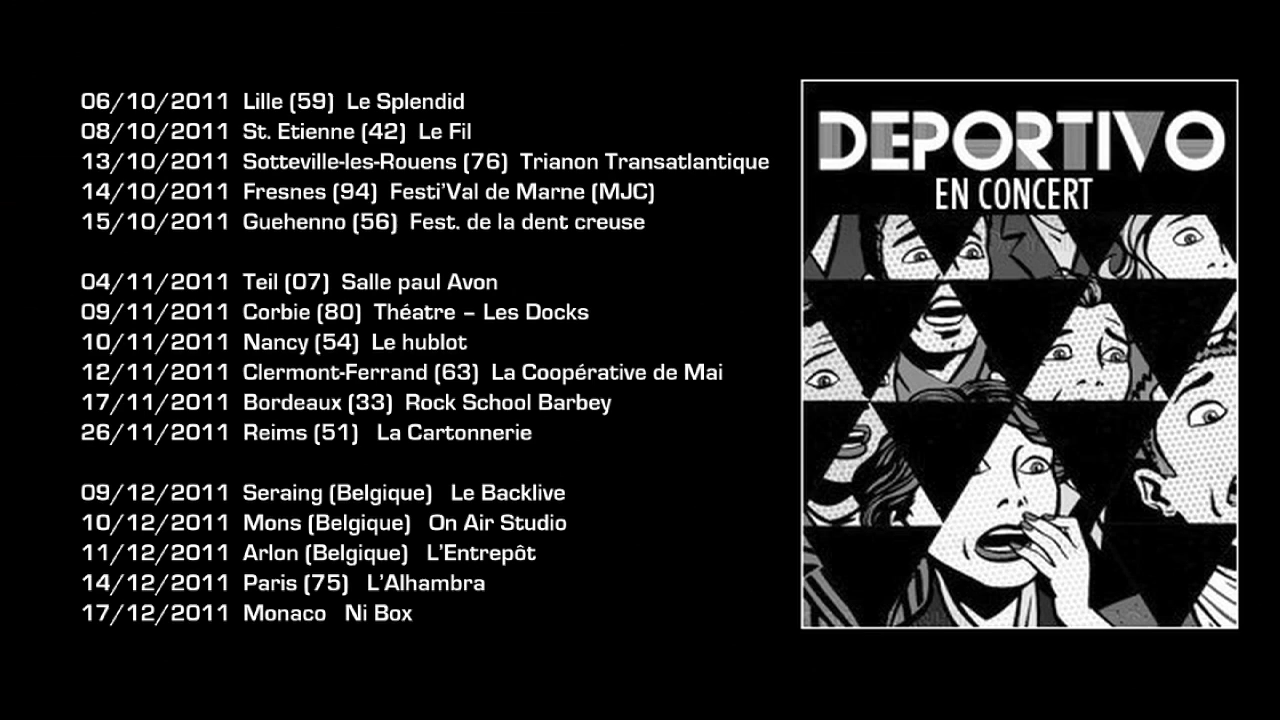 06/10/2011 Lille (59) Le Splendid
08/10/2011 St. Etienne (42) Le Fil
13/10/2011 Sotteville-les-Rouens (76) Trianon Transatlantique
14/10/2011 Fresnes (94) Festi'Val de Marne (MJC)
15/10/2011 Guehenno (56) Fest. de la dent creuse
04/11/2011 Teil (07) Salle paul Avon
09/11/2011 Corbie (80) Théatre – Les Docks
10/11/2011 Nancy (54) Le hublot
12/11/2011 Clermont-Ferrand (63) La Coopérative de Mai
17/11/2011 Bordeaux (33) Rock School Barbey
26/11/2011 Reims (51) La Cartonnerie
09/12/2011 Seraing (Belgique) Le Backlive
10/12/2011 Mons (Belgique) On Air Studio
11/12/2011 Arlon (Belgique) L'Entrepôt
14/12/2011 Paris (75) L'Alhambra
17/12/2011 Monaco Ni Box
DEPORTIVO
EN CONCERT